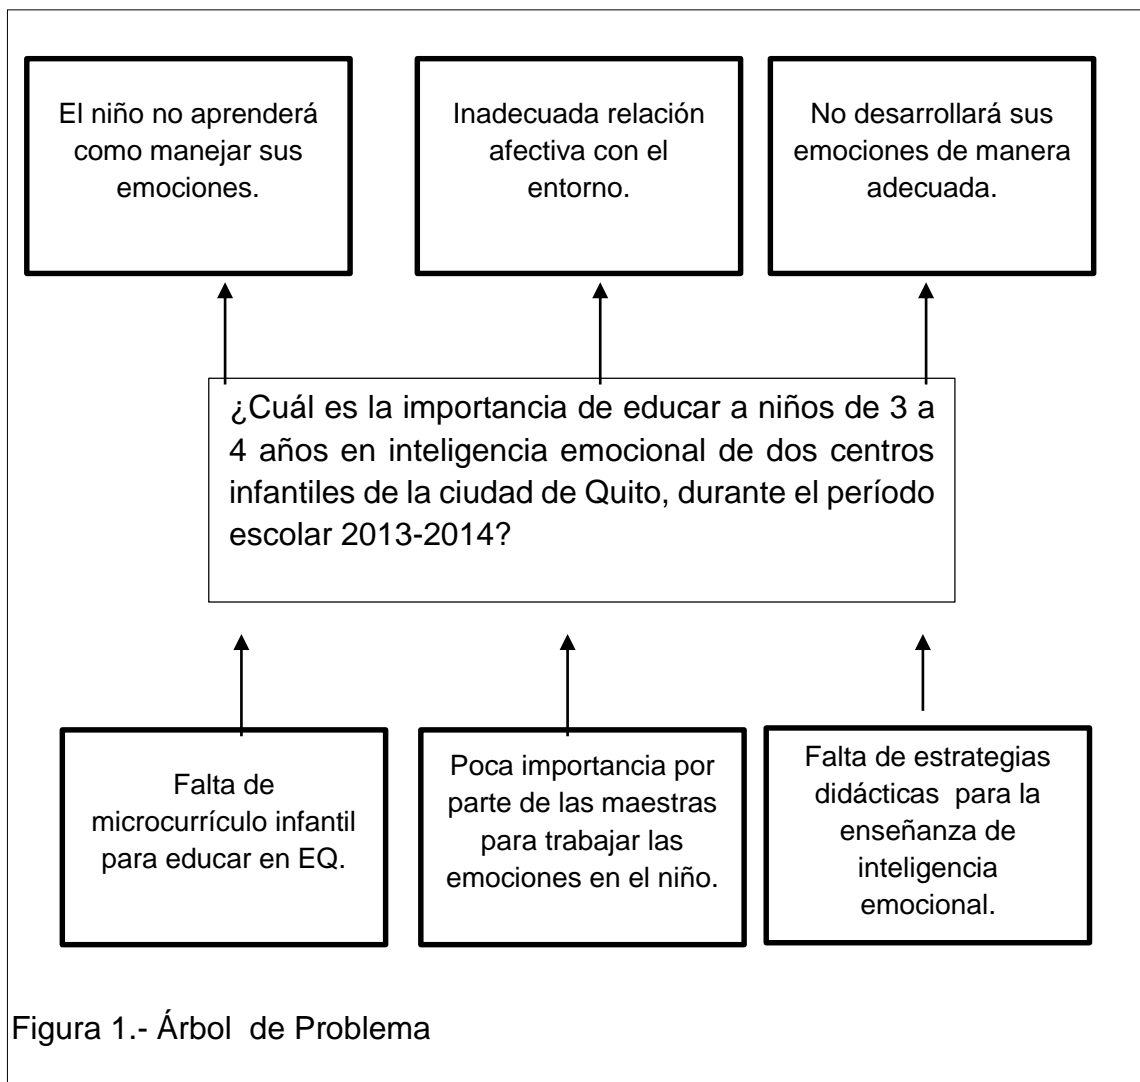 El niño no aprenderá
como manejar sus
emociones.
Inadecuada relación
afectiva con el
entorno.
No desarrollará sus
emociones de manera
adecuada.
¿Cuál es la importancia de educar a niños de 3 a
4 años en inteligencia emocional de dos centros
infantiles de la ciudad de Quito, durante el período
escolar 2013-2014?
Falta de
microcurrículo infantil
para educar en EQ.
Poca importancia por
parte de las maestras
para trabajar las
emociones en el niño.
Falta de estrategias
didácticas para la
enseñanza de
inteligencia
emocional.
Figura 1.- Árbol de Problema